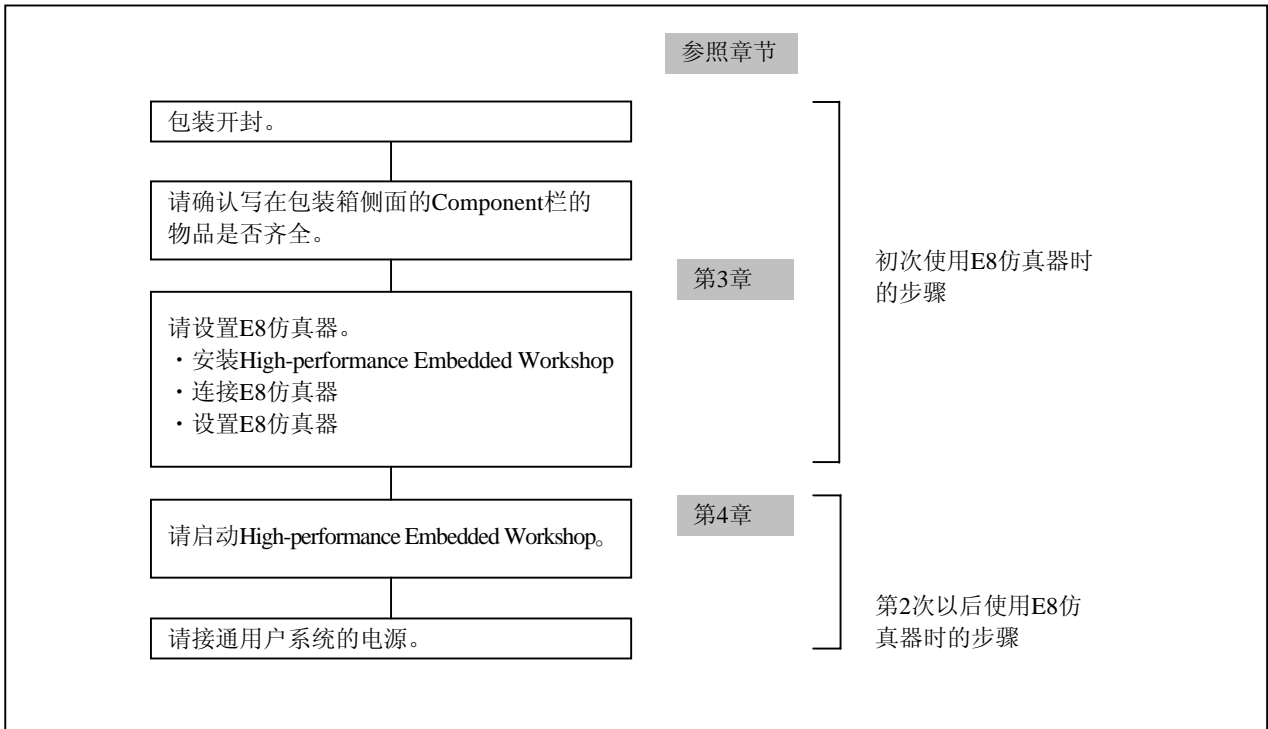 参照章节
包装开封。
请确认写在包装箱侧面的Component栏的
物品是否齐全。
第3章
初次使用E8仿真器时
的步骤
请设置E8仿真器。
・安装High-performance Embedded Workshop
・连接E8仿真器
・设置E8仿真器
第4章
请启动High-performance Embedded Workshop。
第2次以后使用E8仿
真器时的步骤
请接通用户系统的电源。